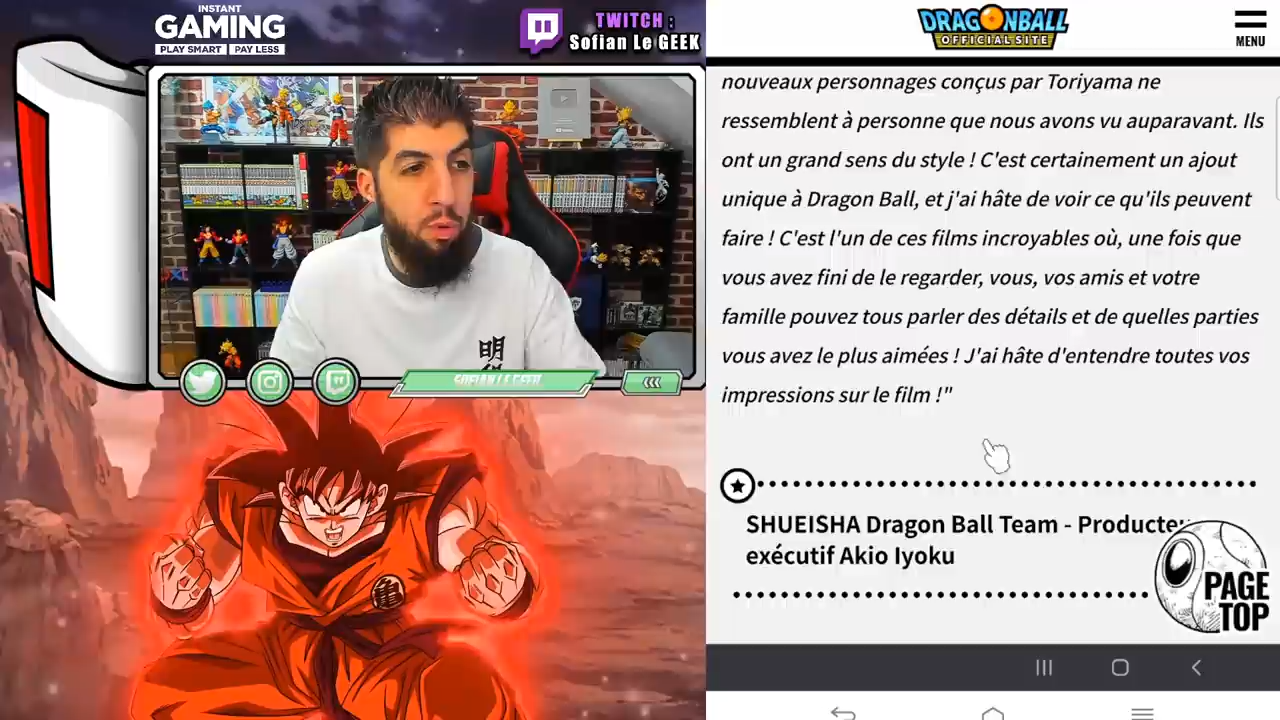 INSTANT
GAMING
PLAY SMART | PAY LESS
TWITCH :
Sofian Le GEEK
明
SOFIAN LE GEEK
DRAGONBALL
OFFICIAL SITE
MENU
nouveaux personnages conçus par Toriyama ne
ressemblent à personne que nous avons vu auparavant. Ils
ont un grand sens du style ! C'est certainement un ajout
unique à Dragon Ball, et j'ai hâte de voir ce qu'ils peuvent
faire ! C'est l'un de ces films incroyables où, une fois que
vous avez fini de le regarder, vous, vos amis et votre
famille pouvez tous parler des détails et de quelles parties
vous avez le plus aimées ! J'ai hâte d'entendre toutes vos
impressions sur le film !"
SHUEISHA Dragon Ball Team - Producteu
exécutif Akio Iyoku
PAGE
TOP